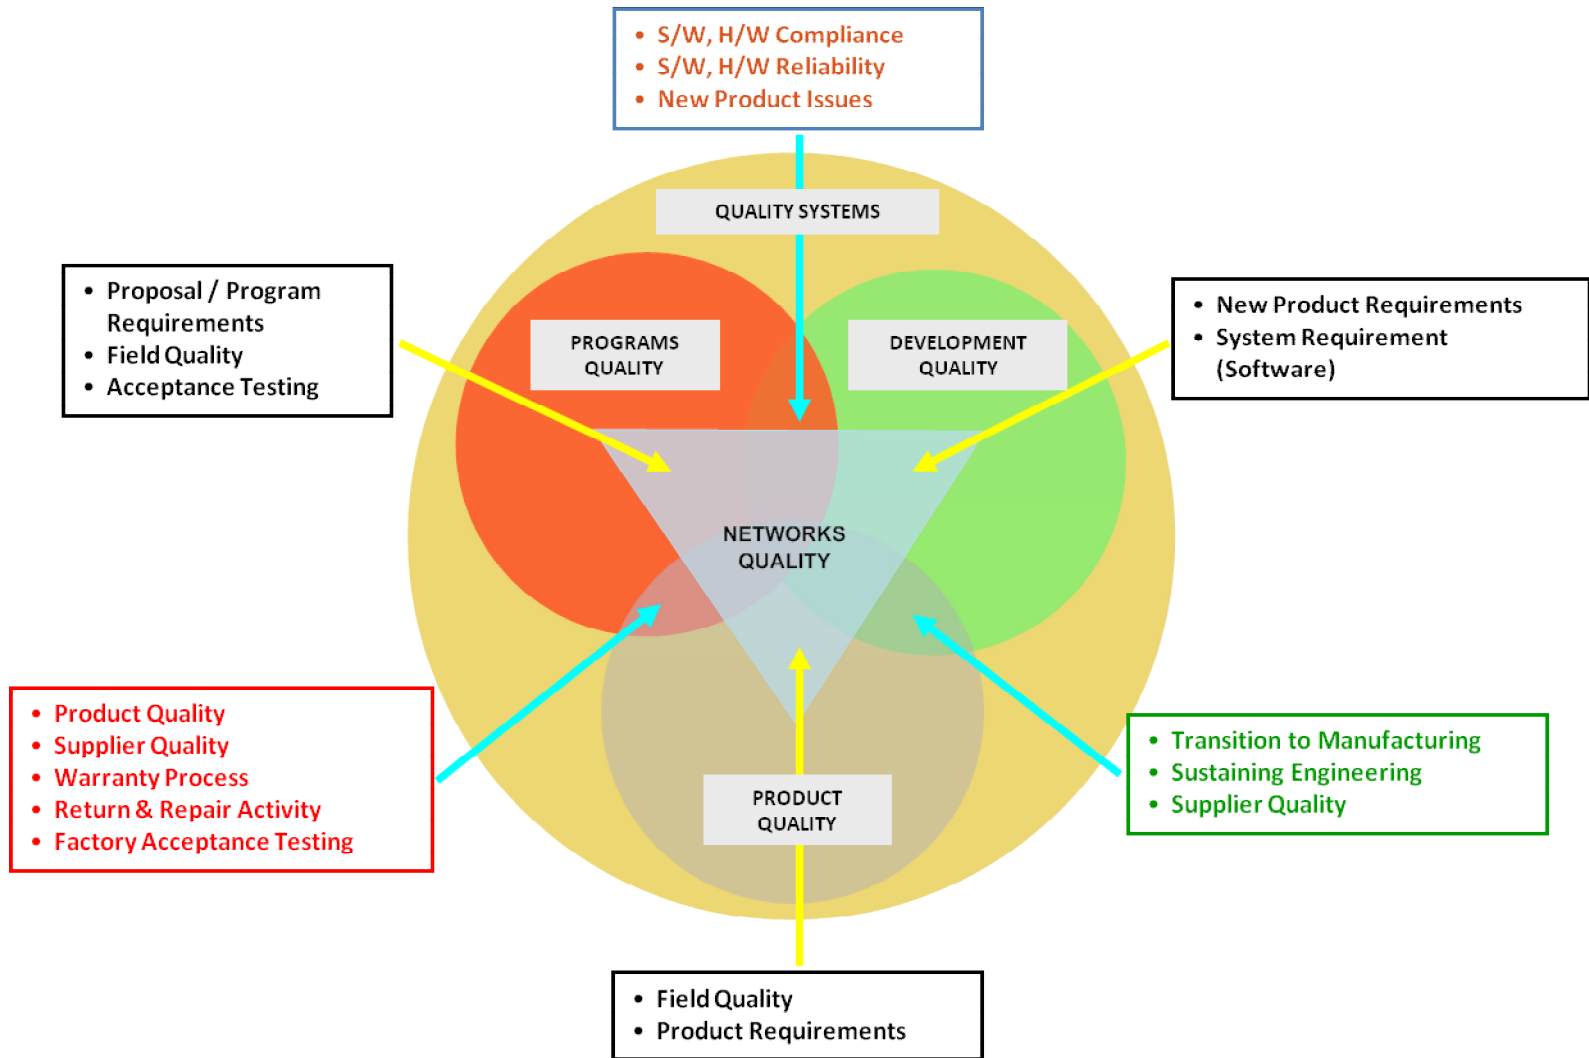 • S/W, H/W Compliance
• S/W, H/W Reliability
• New Product Issues
QUALITY SYSTEMS
• Proposal / Program
Requirements
• Field Quality
• Acceptance Testing
PROGRAMS
QUALITY
DEVELOPMENT
QUALITY
• New Product Requirements
• System Requirement
(Software)
NETWORKS
QUALITY
• Product Quality
• Supplier Quality
• Warranty Process
• Return & Repair Activity
• Factory Acceptance Testing
PRODUCT
QUALITY
• Transition to Manufacturing
• Sustaining Engineering
• Supplier Quality
• Field Quality
• Product Requirements